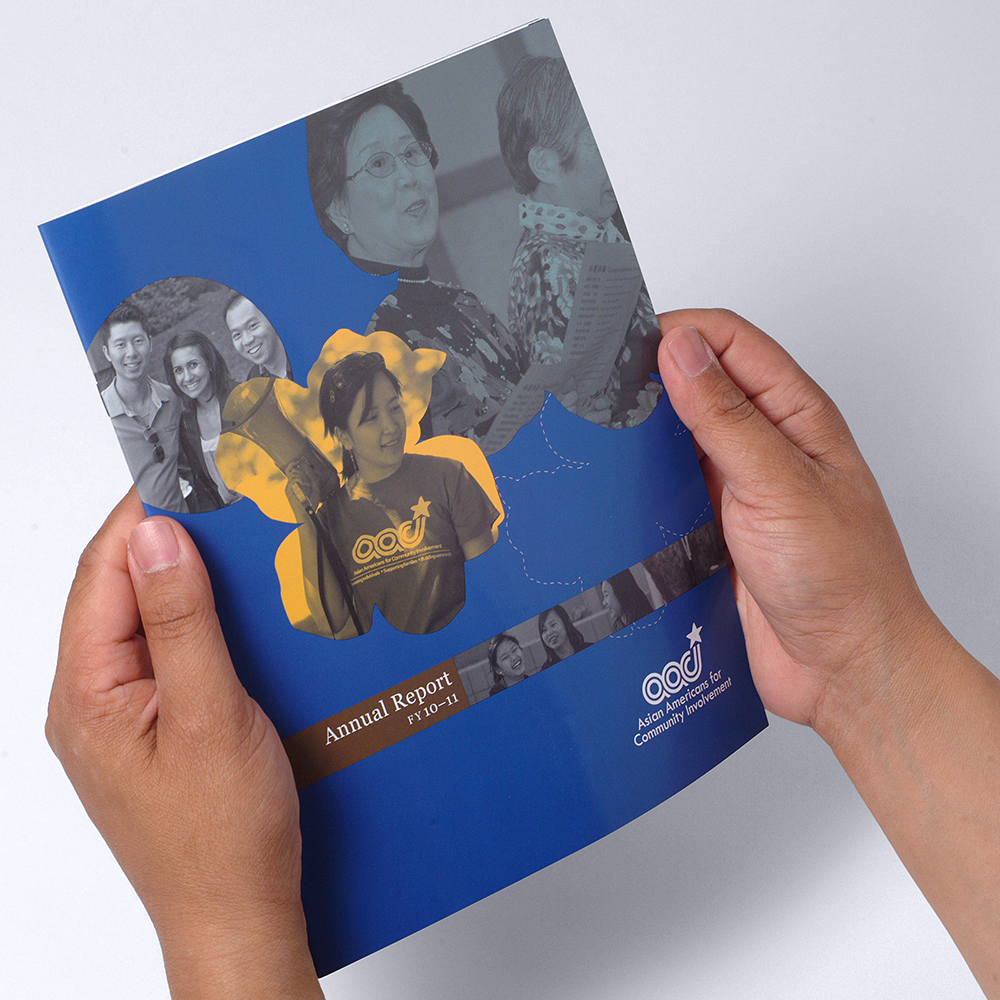 aaci
Asian Americans for Community Involvement
Annual Report
FY 10–11
aaci
Asian Americans for
Community Involvement